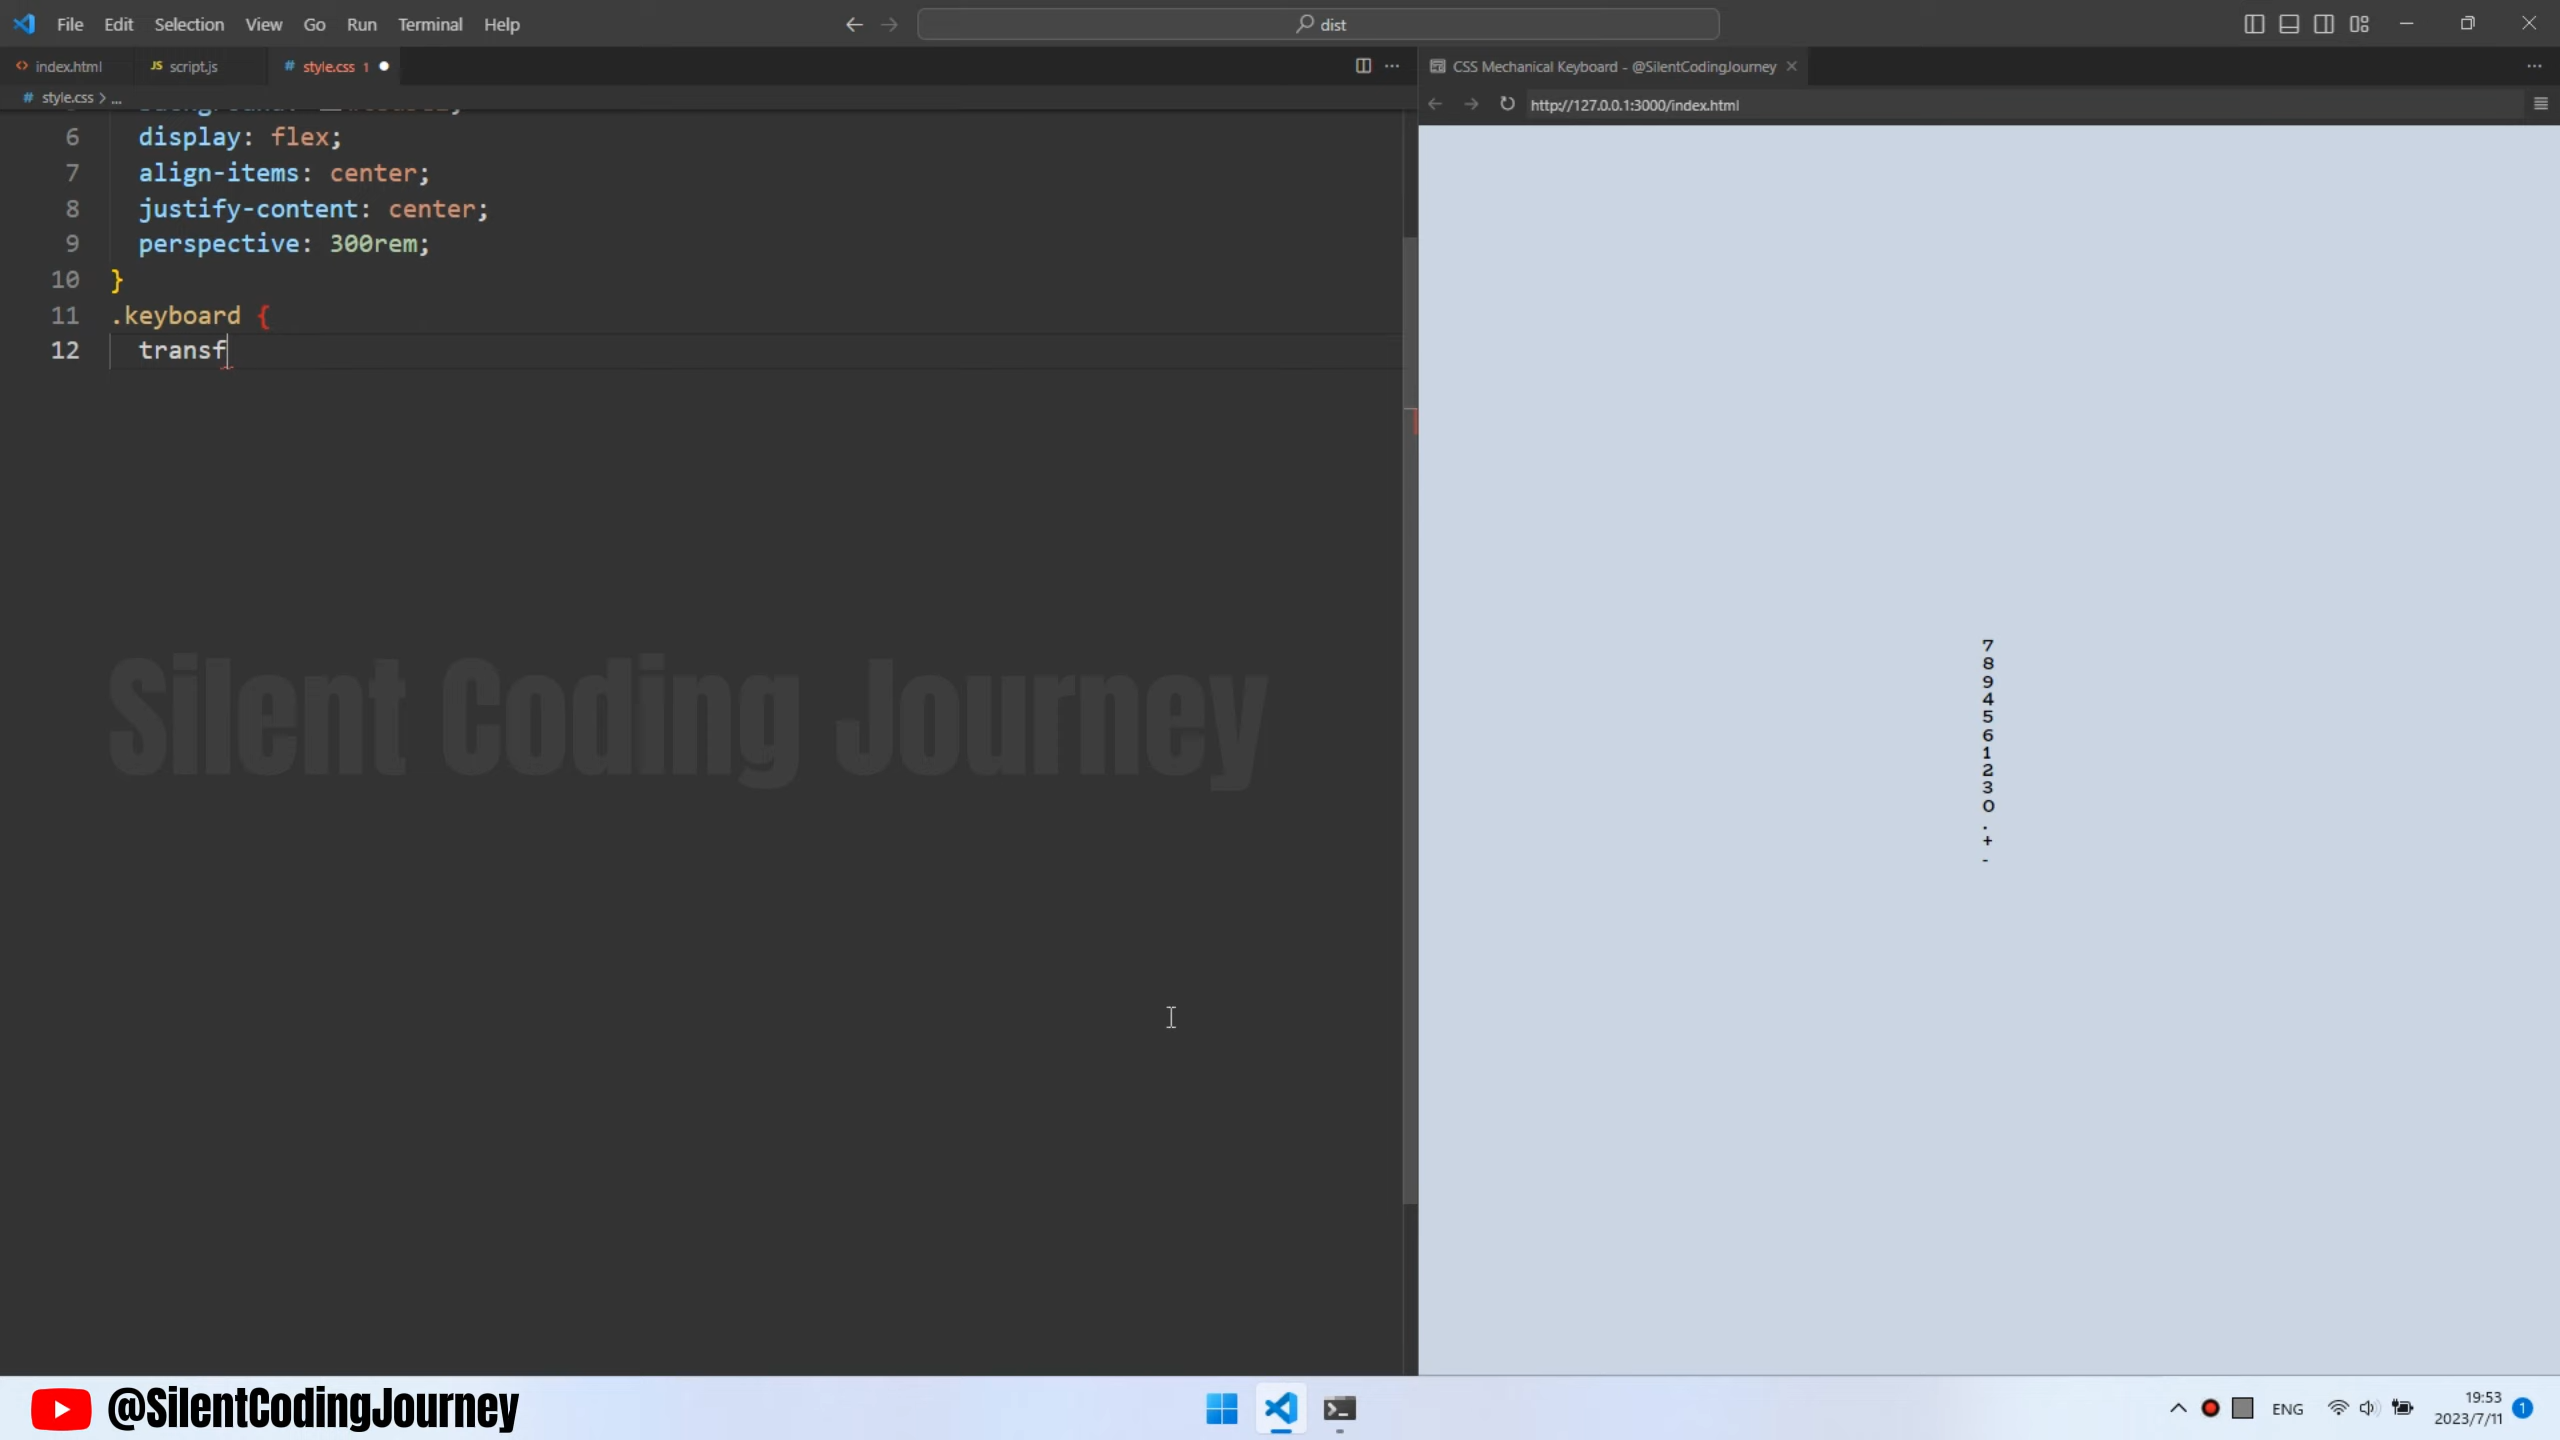 File Edit Selection View Go Run Terminal Help
dist
index.html
JS script.js
# style.css 1
CSS Mechanical Keyboard - @SilentCodingJourney
# style.css > ...
http://127.0.0.1:3000/index.html
6 display: flex;
7 align-items: center;
8 justify-content: center;
9 perspective: 300rem;
10 }
11 .keyboard {
12 transf
Silent Coding Journey
7
8
9
4
5
6
1
2
3
0
.
+
-
@SilentCodingJourney
ENG
19:53
2023/7/11
1